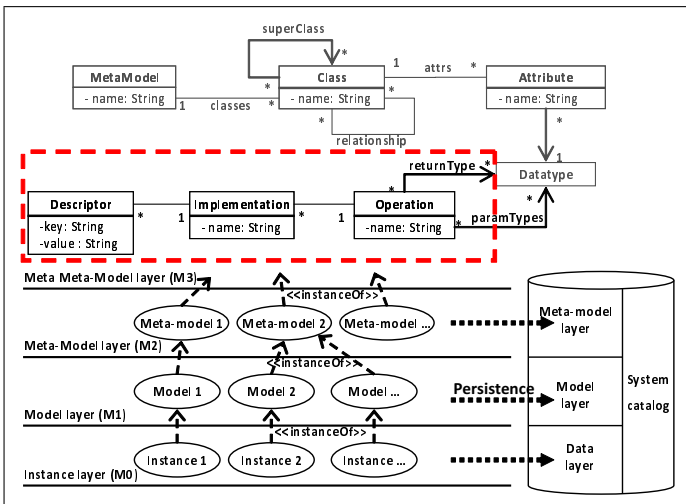 superClass
*
MetaModel
- name: String
1
classes
*
*
Class
- name: String
*
*
relationship
1
attrs
*
Attribute
- name: String
*
1
Datatype
returnType
*
*
*
paramTypes
*
Descriptor
-key: String
-value : String
*
1
Implementation
- name: String
*
1
Operation
-name: String
Meta Meta-Model layer (M3)
<<instanceOf>>
Meta-model 1
Meta-model 2
Meta-model ...
Meta-Model layer (M2)
<<instanceOf>>
Model 1
Model 2
Model ...
Model layer (M1)
<<instanceOf>>
Instance 1
Instance 2
Instance ...
Instance layer (M0)
Persistence
Meta-model
layer
Model
layer
Data
layer
System
catalog